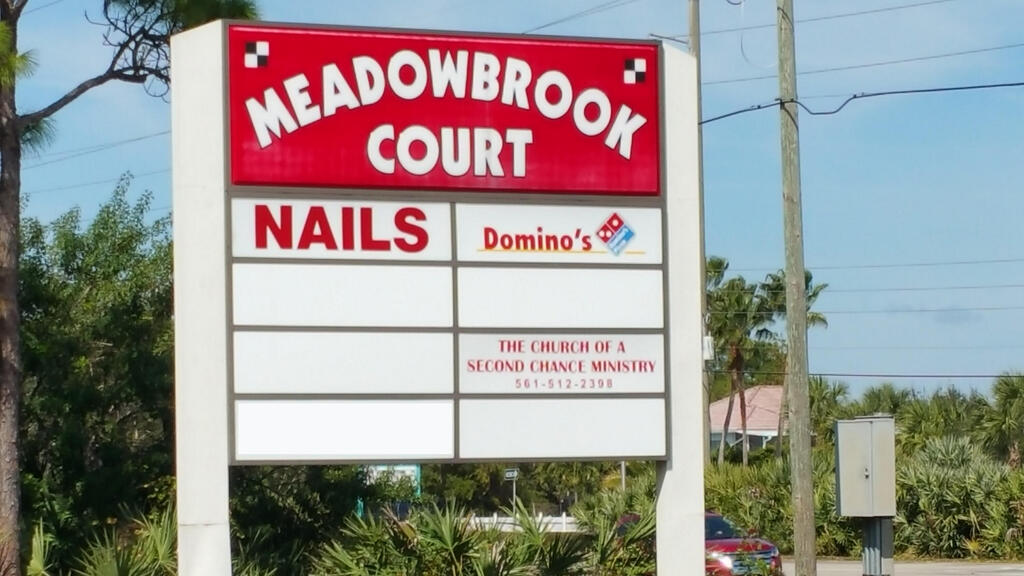 MEADOWBROOK
COURT
NAILS
Domino's
THE CHURCH OF A
SECOND CHANCE MINISTRY
561-512-2398